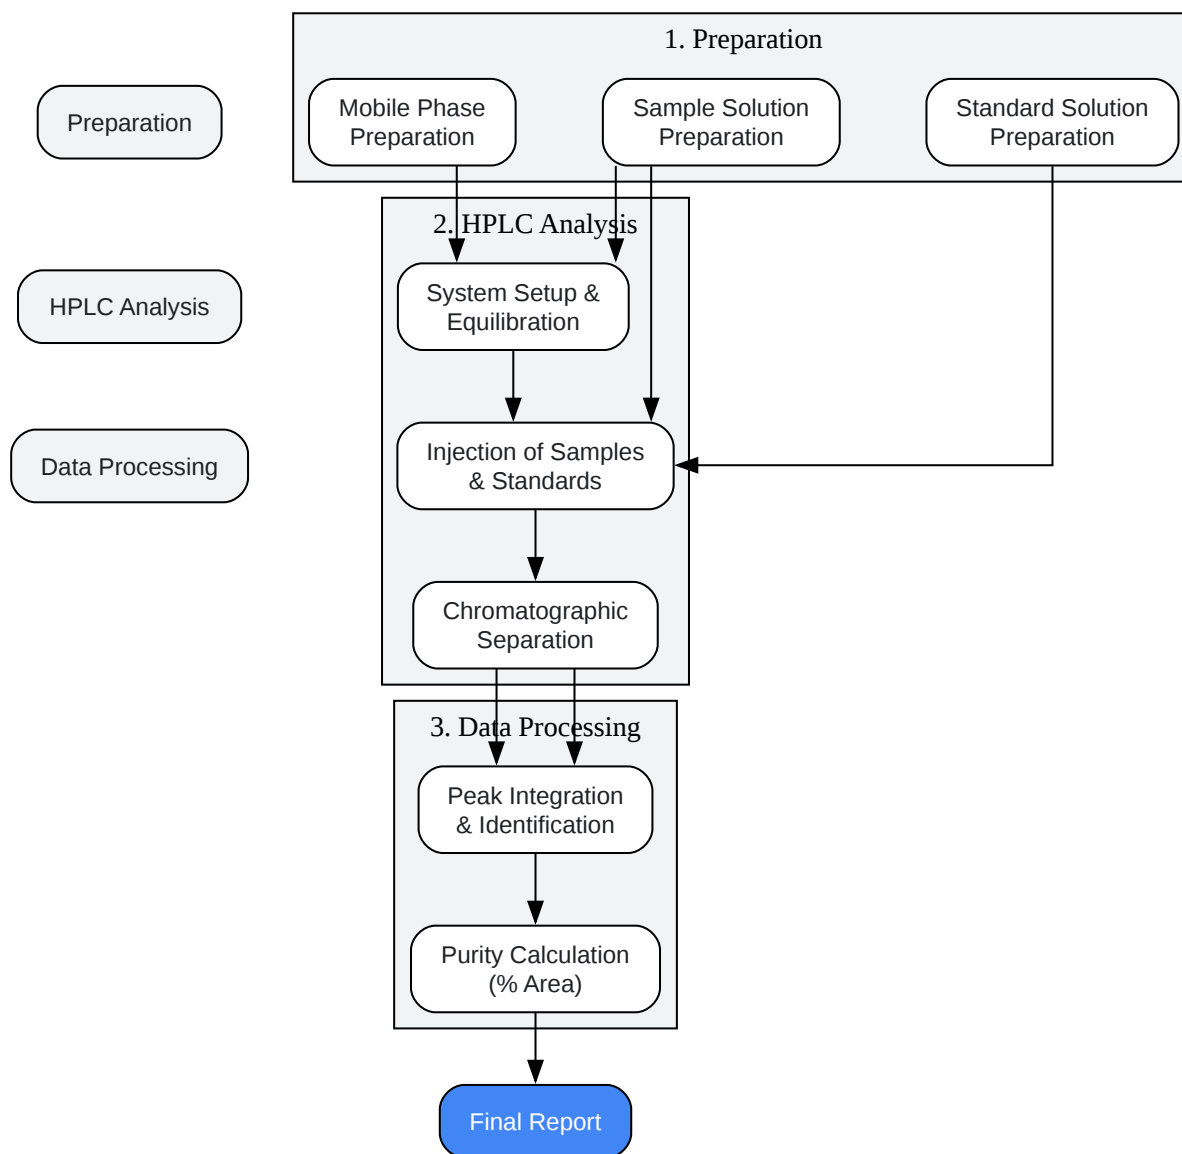 1. Preparation
Preparation
Mobile Phase
Preparation
Sample Solution
Preparation
Standard Solution
Preparation
2. HPLC Analysis
HPLC Analysis
System Setup &
Equilibration
Data Processing
Injection of Samples
& Standards
Chromatographic
Separation
3. Data Processing
Peak Integration
& Identification
Purity Calculation
(% Area)
Final Report